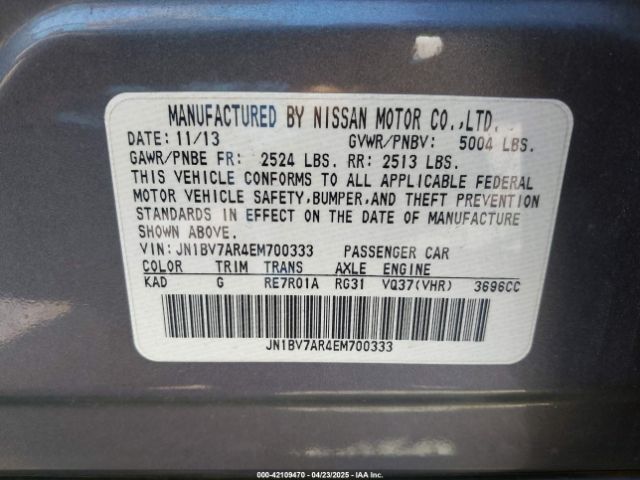 MANUFACTURED BY NISSAN MOTOR CO.,LTD.
DATE: 11/13 GVWR/PNBV: 5004 LBS.
GAWR/PNBE FR: 2524 LBS. RR: 2513 LBS.
THIS VEHICLE CONFORMS TO ALL APPLICABLE FEDERAL
MOTOR VEHICLE SAFETY, BUMPER, AND THEFT PREVENTION
STANDARDS IN EFFECT ON THE DATE OF MANUFACTURE
SHOWN ABOVE.
VIN: JN1BV7AR4EM700333 PASSENGER CAR
COLOR TRIM TRANS AXLE ENGINE
KAD G RE7R01A RG31 VQ37(VHR) 3696CC
JN1BV7AR4EM700333
000-42109470 - 04/23/2025 - IAA Inc.